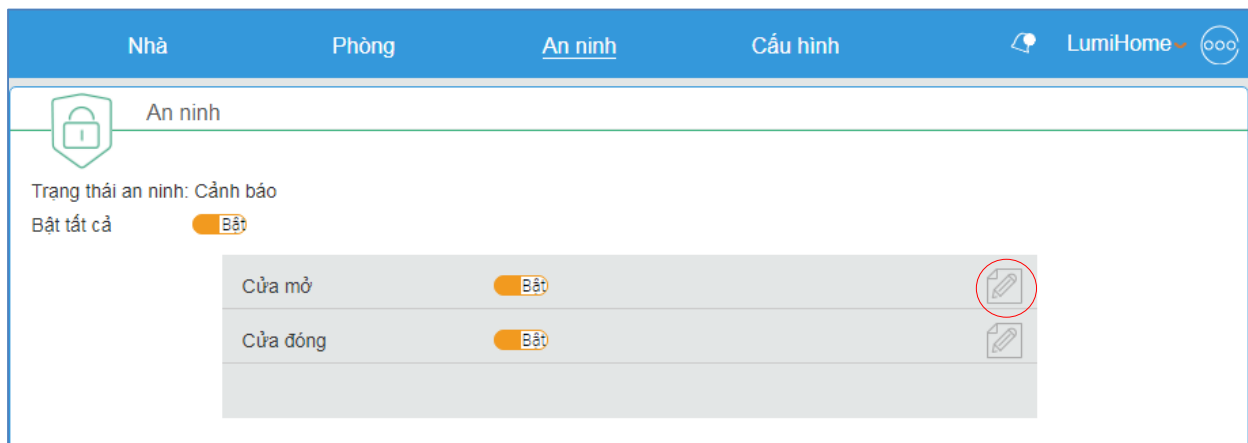 Nhà Phòng An ninh Cấu hình LumiHome
An ninh
Trạng thái an ninh: Cảnh báo
Bật tất cả Bật
Cửa mở Bật
Cửa đóng Bật